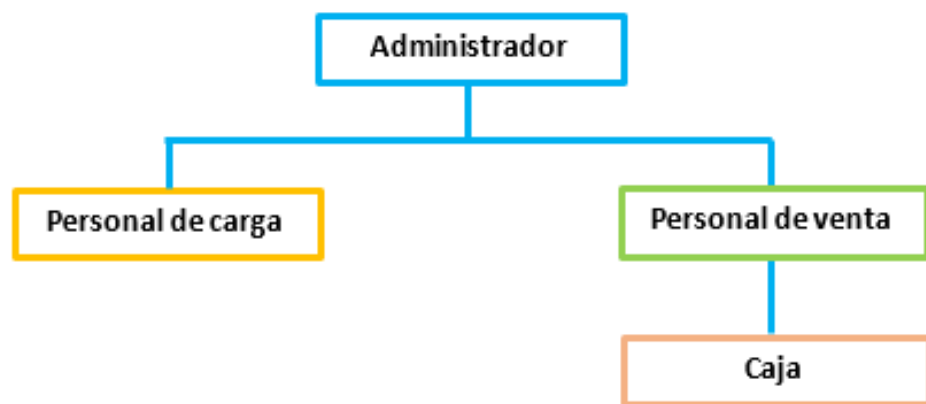 Administrador
Personal de carga
Personal de venta
Caja